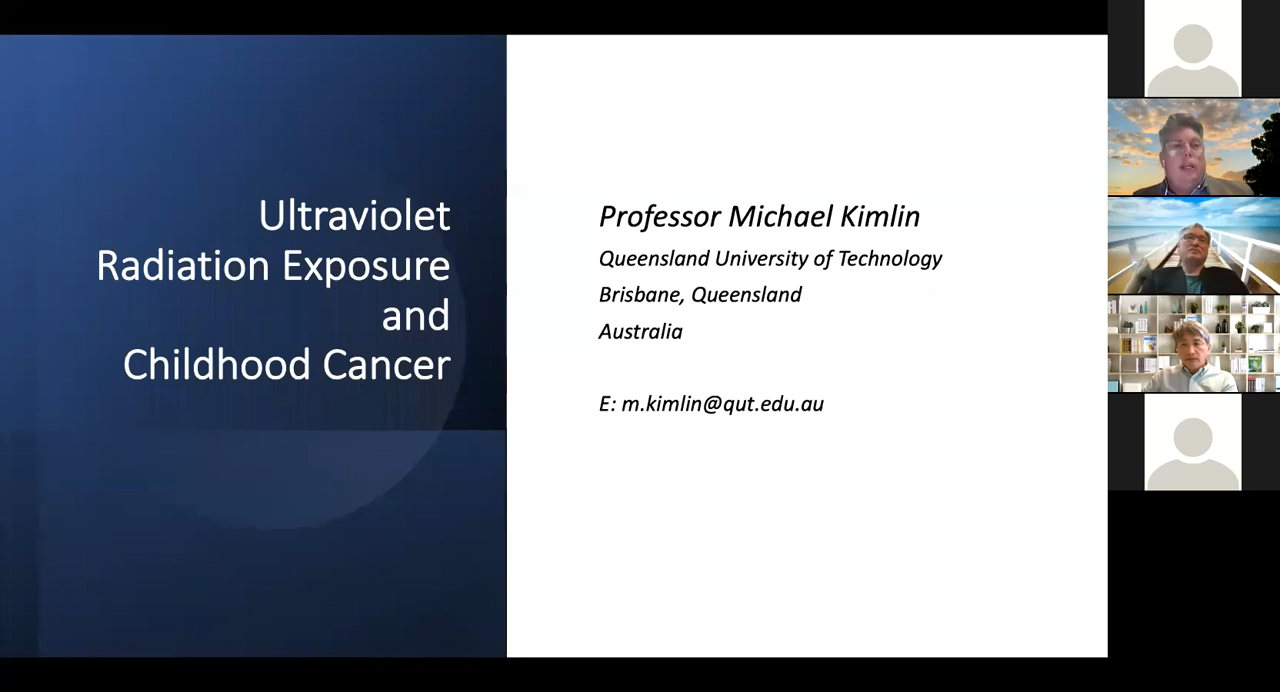 Ultraviolet
Radiation Exposure
and
Childhood Cancer
Professor Michael Kimlin
Queensland University of Technology
Brisbane, Queensland
Australia
E: m.kimlin@qut.edu.au